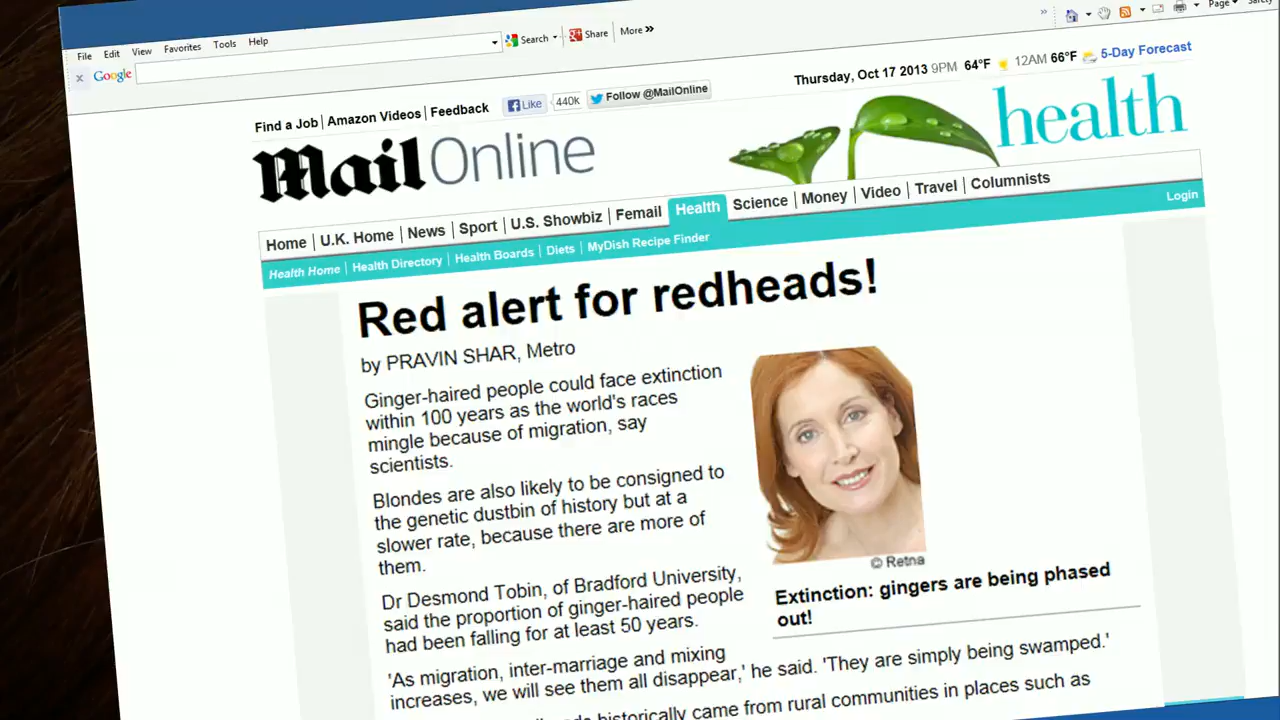 File Edit View Favorites Tools Help
Search Share More »
x Google
» Page
Thursday, Oct 17 2013 9PM 64°F 12AM 66°F 5-Day Forecast
Find a Job | Amazon Videos | Feedback Like 440k Follow @MailOnline
Mail Online health
Home | U.K. Home | News | Sport | U.S. Showbiz | Femail Health Science | Money | Video | Travel | Columnists
Health Home | Health Directory | Health Boards | Diets | MyDish Recipe Finder Login
Red alert for redheads!
by PRAVIN SHAR, Metro
Ginger-haired people could face extinction
within 100 years as the world's races
mingle because of migration, say
scientists.
Blondes are also likely to be consigned to
the genetic dustbin of history but at a
slower rate, because there are more of
them.
© Retna
Extinction: gingers are being phased
out!
Dr Desmond Tobin, of Bradford University,
said the proportion of ginger-haired people
had been falling for at least 50 years.
'As migration, inter-marriage and mixing
increases, we will see them all disappear,' he said. 'They are simply being swamped.'
historically came from rural communities in places such as